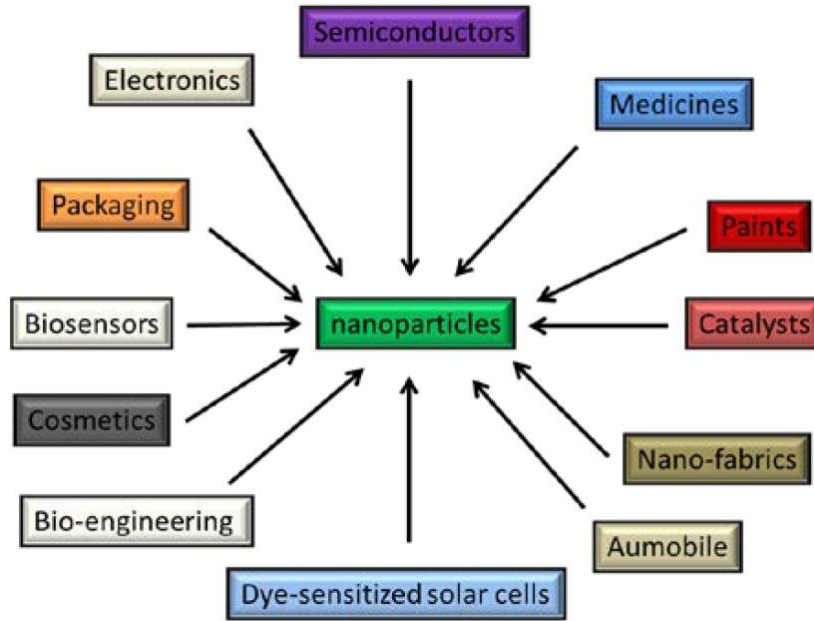 Semiconductors
Electronics
Medicines
Packaging
Paints
Biosensors
nanoparticles
Catalysts
Cosmetics
Nano-fabrics
Bio-engineering
Aumobile
Dye-sensitized solar cells